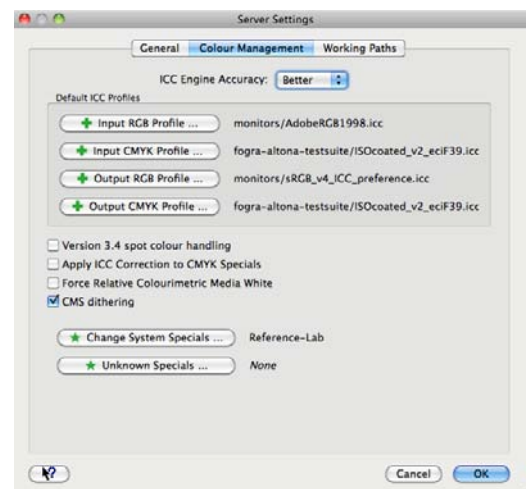 Server Settings
General Colour Management Working Paths
ICC Engine Accuracy: Better
Default ICC Profiles
Input RGB Profile ... monitors/AdobeRGB1998.icc
Input CMYK Profile ... fogra-altona-testsuite/ISOcoated_v2_eciF39.icc
Output RGB Profile ... monitors/sRGB_v4_ICC_preference.icc
Output CMYK Profile ... fogra-altona-testsuite/ISOcoated_v2_eciF39.icc
Version 3.4 spot colour handling
Apply ICC Correction to CMYK Specials
Force Relative Colourimetric Media White
CMS dithering
Change System Specials ... Reference-Lab
Unknown Specials ... None
? Cancel OK